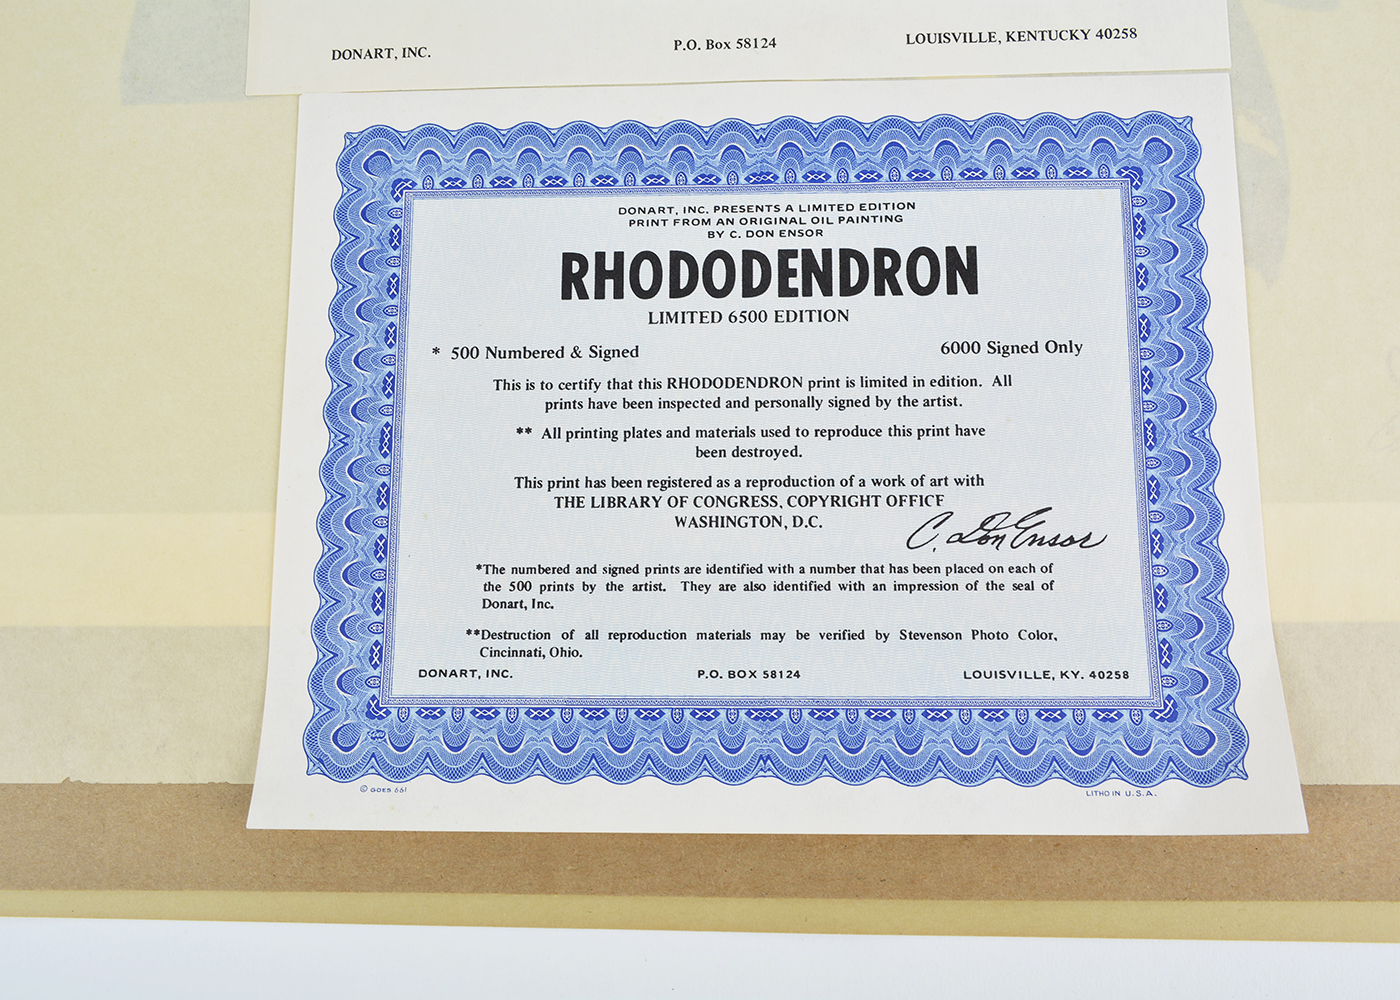 DONART, INC. P.O. Box 58124 LOUISVILLE, KENTUCKY 40258
DONART, INC. PRESENTS A LIMITED EDITION
PRINT FROM AN ORIGINAL OIL PAINTING
BY C. DON ENSOR
RHODODENDRON
LIMITED 6500 EDITION
* 500 Numbered & Signed 6000 Signed Only
This is to certify that this RHODODENDRON print is limited in edition. All
prints have been inspected and personally signed by the artist.
** All printing plates and materials used to reproduce this print have
been destroyed.
This print has been registered as a reproduction of a work of art with
THE LIBRARY OF CONGRESS, COPYRIGHT OFFICE
WASHINGTON, D.C.
C. Don Ensor
*The numbered and signed prints are identified with a number that has been placed on each of
the 500 prints by the artist. They are also identified with an impression of the seal of
Donart, Inc.
**Destruction of all reproduction materials may be verified by Stevenson Photo Color,
Cincinnati, Ohio.
DONART, INC. P.O. BOX 58124 LOUISVILLE, KY. 40258
© GOES 661 LITHO IN U.S.A.